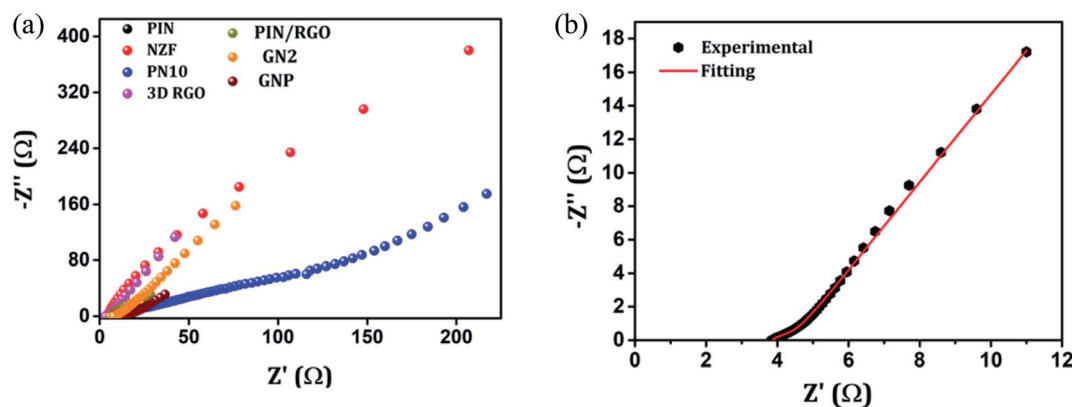 (a)
400
320
240
160
80
0
-Z'' (Ω)
PIN
NZF
PN10
3D RGO
PIN/RGO
GN2
GNP
0
50
100
150
200
Z' (Ω)
(b)
18
16
14
12
10
8
6
4
2
0
-Z'' (Ω)
Experimental
Fitting
0
2
4
6
8
10
12
Z' (Ω)